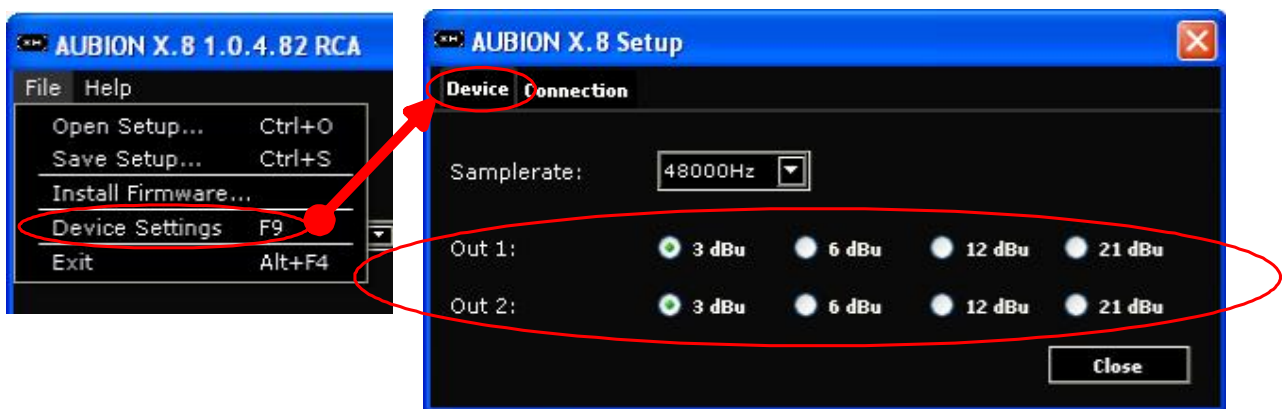 AUBION X.8 1.0.4.82 RCA
File Help
Open Setup... Ctrl+O
Save Setup... Ctrl+S
Install Firmware...
Device Settings F9
Exit Alt+F4
AUBION X.8 Setup
Device Connection
Samplerate: 48000Hz
Out 1: 3 dBu 6 dBu 12 dBu 21 dBu
Out 2: 3 dBu 6 dBu 12 dBu 21 dBu
Close